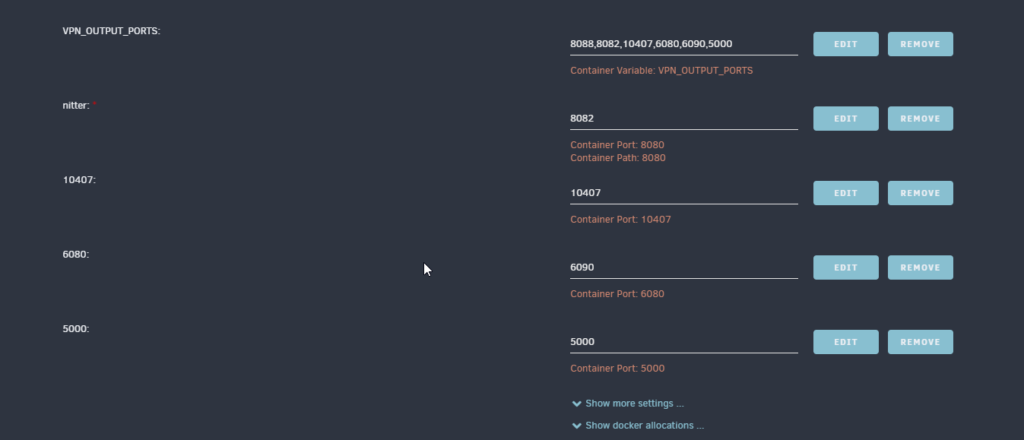 VPN_OUTPUT_PORTS:
8088,8082,10407,6080,6090,5000
EDIT
REMOVE
Container Variable: VPN_OUTPUT_PORTS
nitter: *
8082
EDIT
REMOVE
Container Port: 8080
Container Path: 8080
10407:
10407
EDIT
REMOVE
Container Port: 10407
6080:
6090
EDIT
REMOVE
Container Port: 6080
5000:
5000
EDIT
REMOVE
Container Port: 5000
Show more settings ...
Show docker allocations ...